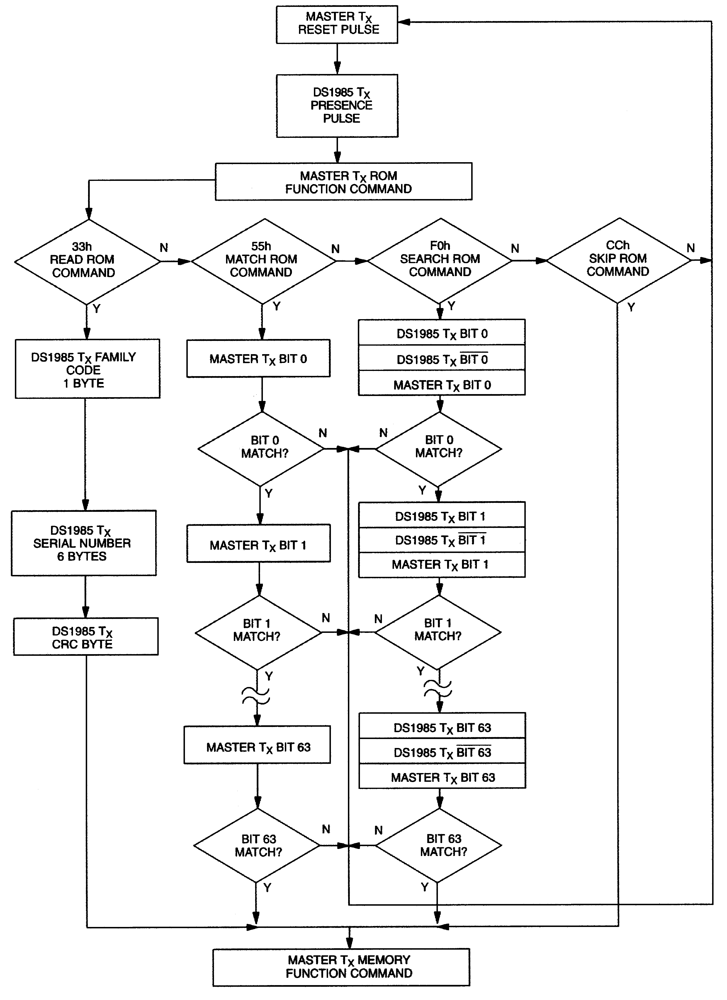 MASTER TX
RESET PULSE
DS1985 TX
PRESENCE
PULSE
MASTER TX ROM
FUNCTION COMMAND
33h
READ ROM
COMMAND
N
Y
55h
MATCH ROM
COMMAND
N
Y
F0h
SEARCH ROM
COMMAND
N
Y
CCh
SKIP ROM
COMMAND
N
Y
DS1985 TX FAMILY
CODE
1 BYTE
DS1985 TX
SERIAL NUMBER
6 BYTES
DS1985 TX
CRC BYTE
MASTER TX BIT 0
BIT 0
MATCH?
N
Y
MASTER TX BIT 1
BIT 1
MATCH?
N
Y
MASTER TX BIT 63
BIT 63
MATCH?
N
Y
DS1985 TX BIT 0
DS1985 TX B̅I̅T̅ ̅0̅
MASTER TX BIT 0
N
BIT 0
MATCH?
Y
DS1985 TX BIT 1
DS1985 TX B̅I̅T̅ ̅1̅
MASTER TX BIT 1
N
BIT 1
MATCH?
Y
DS1985 TX BIT 63
DS1985 TX B̅I̅T̅ ̅6̅3̅
MASTER TX BIT 63
N
BIT 63
MATCH?
Y
MASTER TX MEMORY
FUNCTION COMMAND